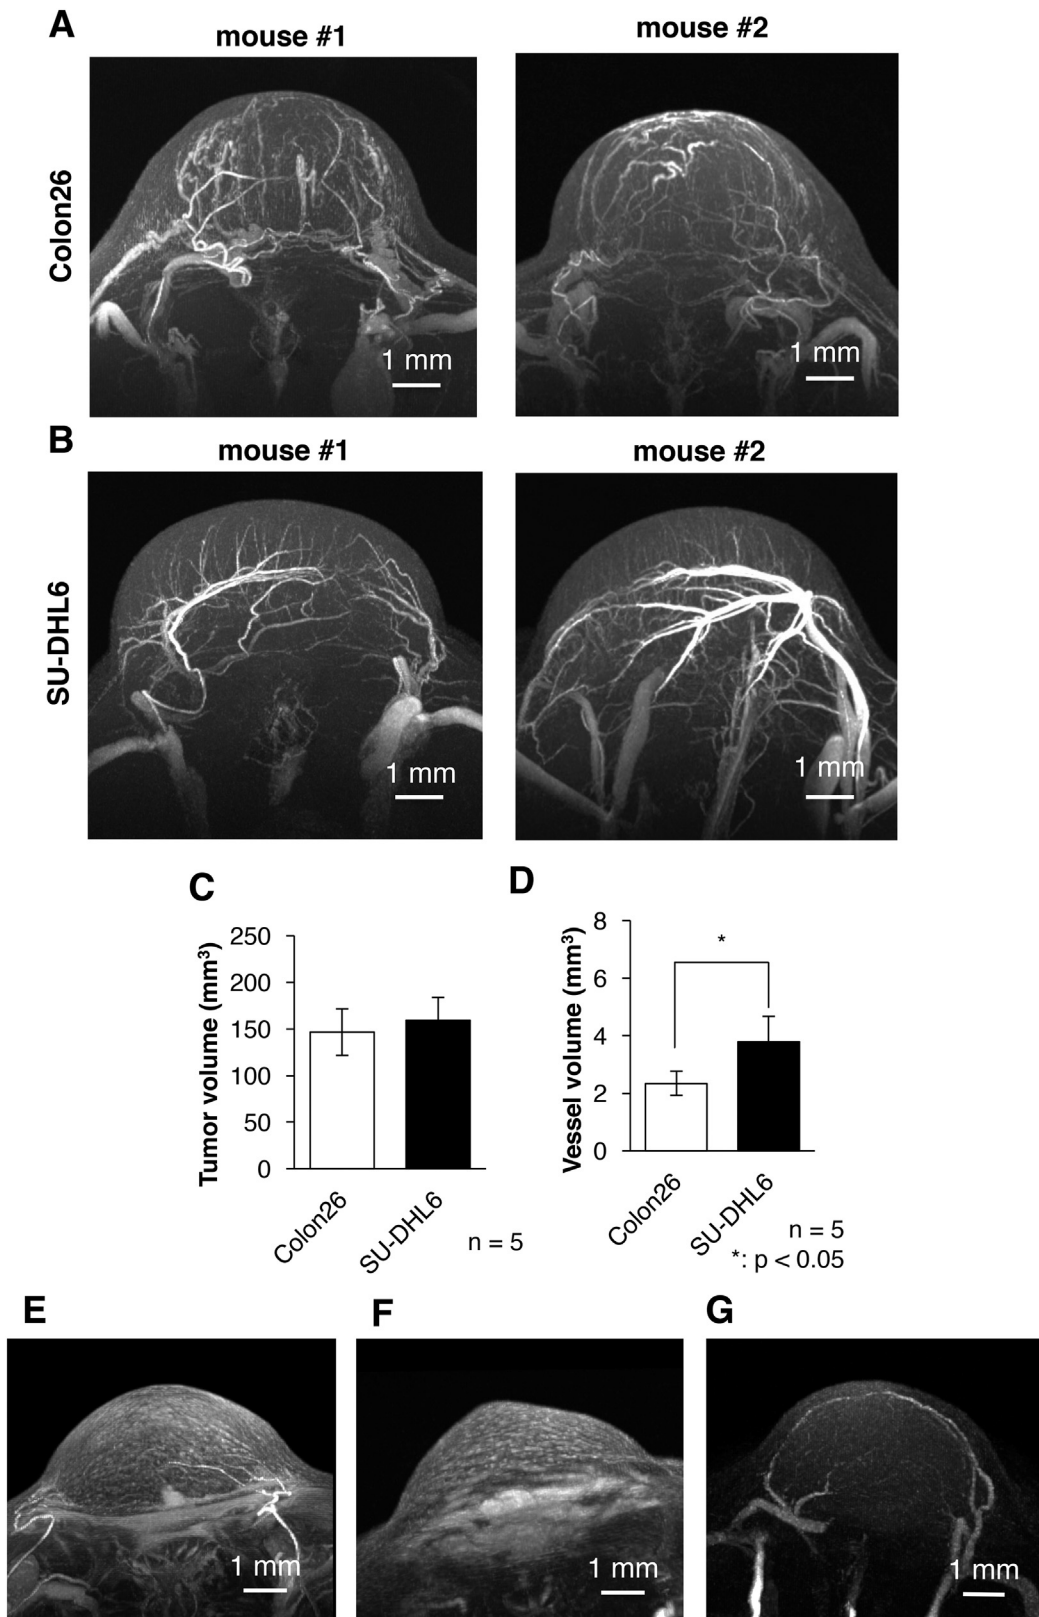 A
mouse #1
mouse #2
Colon26
1 mm
1 mm
B
mouse #1
mouse #2
SU-DHL6
1 mm
1 mm
C
D
Tumor volume (mm³)
250
200
150
100
50
0
Colon26
SU-DHL6
n = 5
Vessel volume (mm³)
8
6
4
2
0
*
Colon26
SU-DHL6
n = 5
*: p < 0.05
E
F
G
1 mm
1 mm
1 mm